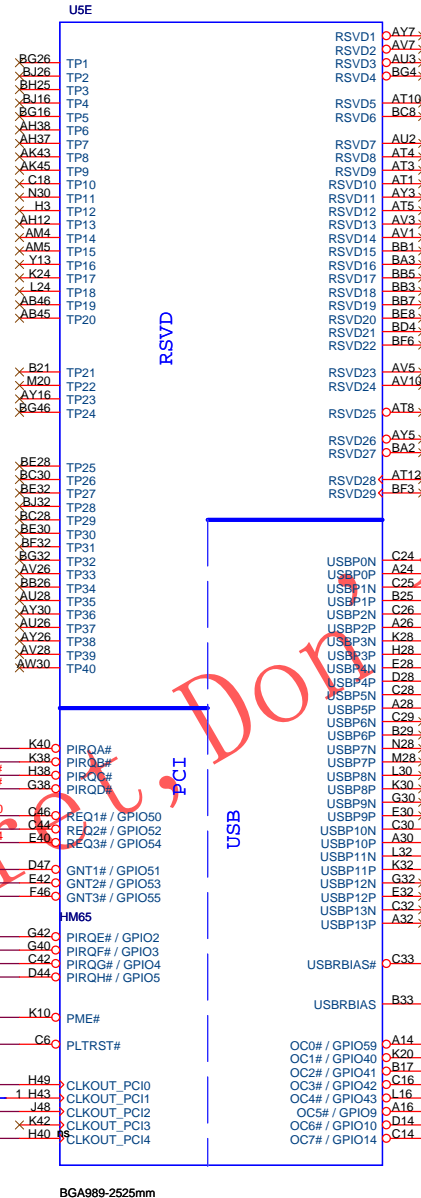 U5E
RSVD
BG26 TP1
BJ26 TP2
BH25 TP3
BJ16 TP4
BG16 TP5
AH38 TP6
AH37 TP7
AK43 TP8
AK45 TP9
C18 TP10
N30 TP11
H3 TP12
AH12 TP13
AM4 TP14
AM5 TP15
Y13 TP16
K24 TP17
L24 TP18
AB46 TP19
AB45 TP20
B21 TP21
M20 TP22
AY16 TP23
BG46 TP24
BE28 TP25
BC30 TP26
BE32 TP27
BJ32 TP28
BC28 TP29
BE30 TP30
BF32 TP31
BG32 TP32
AV26 TP33
BB26 TP34
AU28 TP35
AY30 TP36
AU26 TP37
AY26 TP38
AV28 TP39
AW30 TP40
RSVD1 AY7
RSVD2 AV7
RSVD3 AU3
RSVD4 BG4
RSVD5 AT10
RSVD6 BC8
RSVD7 AU2
RSVD8 AT4
RSVD9 AT3
RSVD10 AT1
RSVD11 AY3
RSVD12 AT5
RSVD13 AV3
RSVD14 AV1
RSVD15 BB1
RSVD16 BA3
RSVD17 BB5
RSVD18 BB3
RSVD19 BB7
RSVD20 BE8
RSVD21 BD4
RSVD22 BF6
RSVD23 AV5
RSVD24 AV10
RSVD25 AT8
RSVD26 AY5
RSVD27 BA2
RSVD28 AT12
RSVD29 BF3
PCI
K40 PIRQA#
K38 PIRQB#
H38 PIRQC#
G38 PIRQD#
C46 REQ1# / GPIO50
C44 REQ2# / GPIO52
E40 REQ3# / GPIO54
D47 GNT1# / GPIO51
E42 GNT2# / GPIO53
F46 GNT3# / GPIO55
HM65
G42 PIRQE# / GPIO2
G40 PIRQF# / GPIO3
C42 PIRQG# / GPIO4
D44 PIRQH# / GPIO5
K10 PME#
C6 PLTRST#
H49 CLKOUT_PCI0
1 H43 CLKOUT_PCI1
J48 CLKOUT_PCI2
K42 CLKOUT_PCI3
H40 ns CLKOUT_PCI4
USB
USBP0N C24
USBP0P A24
USBP1N C25
USBP1P B25
USBP2N C26
USBP2P A26
USBP3N K28
USBP3P H28
USBP4N E28
USBP4P D28
USBP5N C28
USBP5P A28
USBP6N C29
USBP6P B29
USBP7N N28
USBP7P M28
USBP8N L30
USBP8P K30
USBP9N G30
USBP9P E30
USBP10N C30
USBP10P A30
USBP11N L32
USBP11P K32
USBP12N G32
USBP12P E32
USBP13N C32
USBP13P A32
USBRBIAS# C33
USBRBIAS B33
OC0# / GPIO59 A14
OC1# / GPIO40 K20
OC2# / GPIO41 B17
OC3# / GPIO42 C16
OC4# / GPIO43 L16
OC5# / GPIO9 A16
OC6# / GPIO10 D14
OC7# / GPIO14 C14
BGA989-2525mm